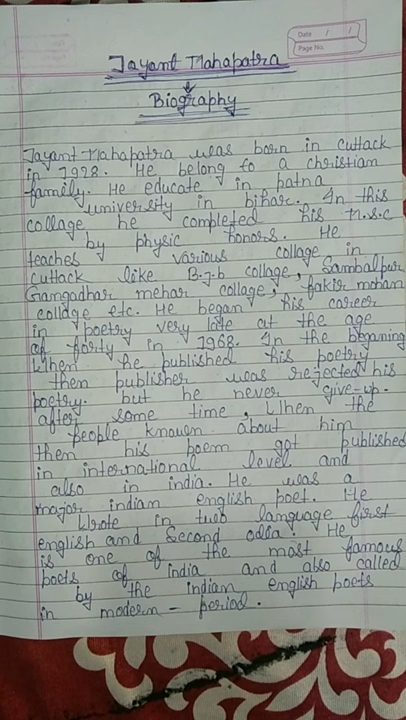 Date / /
Page No.
Jayant Mahapatra
Biography
Jayant Mahapatra was born in cuttack
in 1928. He belong to a christian
family. He educate in patna
university in bihar. In this
collage he completed his M.s.c
by physic honors. He
teaches various collage in
cuttack like B.J.b collage, Sambalpur
Gangadhar mehar collage, fakir moham
collage etc. He began his career
in poetry very late at the age
of forty in 1968. In the begaming
When he published his poetry
then publisher was rejected his
poetry. but he never give-up.
after some time, When the
people knowen about him
then his poem got published
in international level and
also in india. He was a
major indian english poet. He
Wrote in two language first
english and Second odia. He
is one of the most famous
poets of india and also called
by the indian english poets
in modern - period.